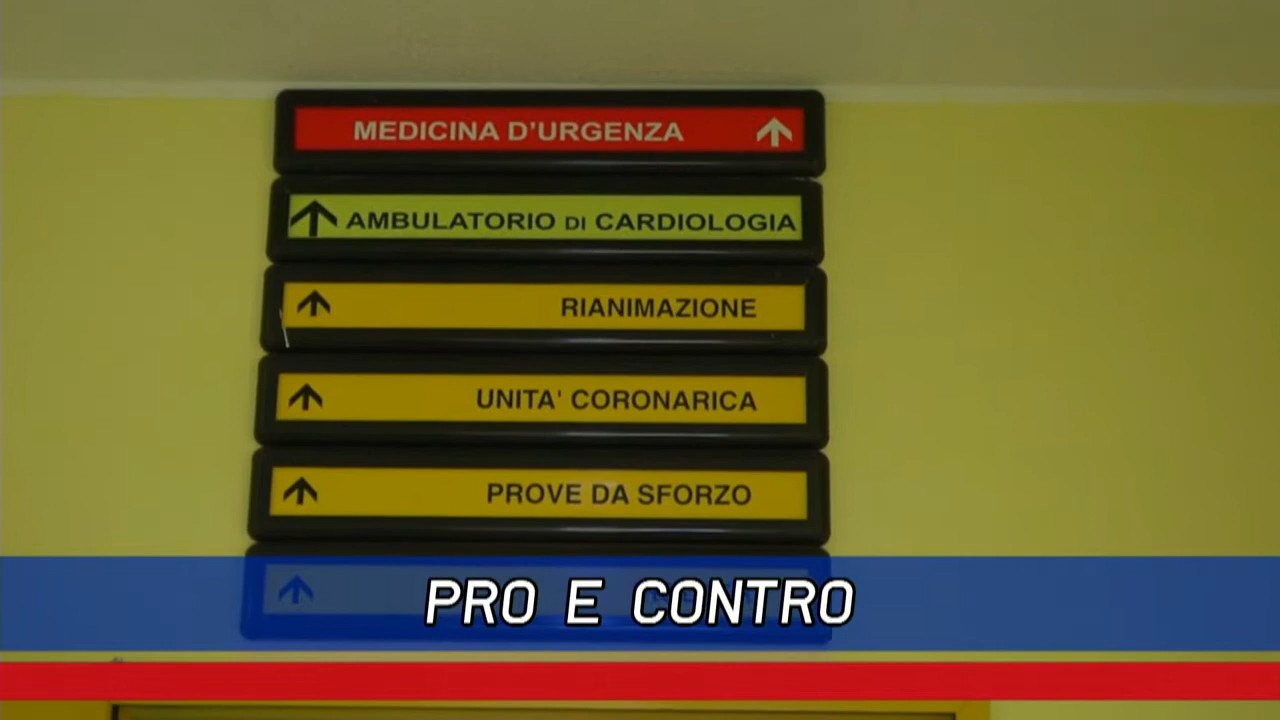 MEDICINA D'URGENZA
AMBULATORIO DI CARDIOLOGIA
RIANIMAZIONE
UNITA' CORONARICA
PROVE DA SFORZO
PRO E CONTRO